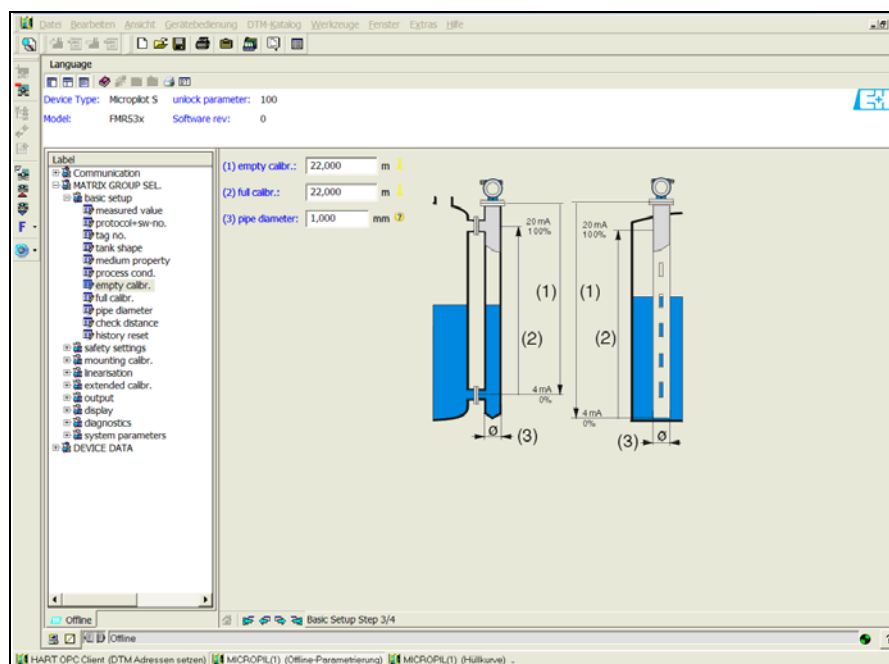 Datei Bearbeiten Ansicht Gerätebedienung DTM-Katalog Werkzeuge Fenster Extras Hilfe
Language
Device Type: Micropilot S unlock parameter: 100
Model: FMR53x Software rev: 0
E+
Label
Communication
MATRIX GROUP SEL.
basic setup
measured value
protocol+sw-no.
tag no.
tank shape
medium property
process cond.
empty calibr.
full calibr.
pipe diameter
check distance
history reset
safety settings
mounting calibr.
linearisation
extended calibr.
output
display
diagnostics
system parameters
DEVICE DATA
(1) empty calibr.: 22,000 m
(2) full calibr.: 22,000 m
(3) pipe diameter: 1,000 mm
20 mA
100%
(1)
(2)
4 mA
0%
ø (3)
20 mA
100%
(1)
(2)
4 mA
0%
(3) ø
Offline
Basic Setup Step 3/4
Offline
HART OPC Client (DTM Adressen setzen) MICROPIL(1) (Offline-Parametrierung) MICROPIL(1) (Hüllkurve)